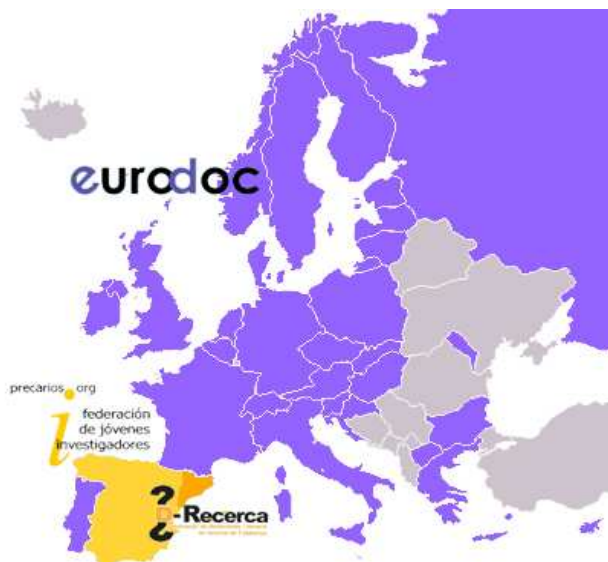 eurodoc
precarios.org
i federación
de jóvenes
investigadores
?
D-Recerca
?